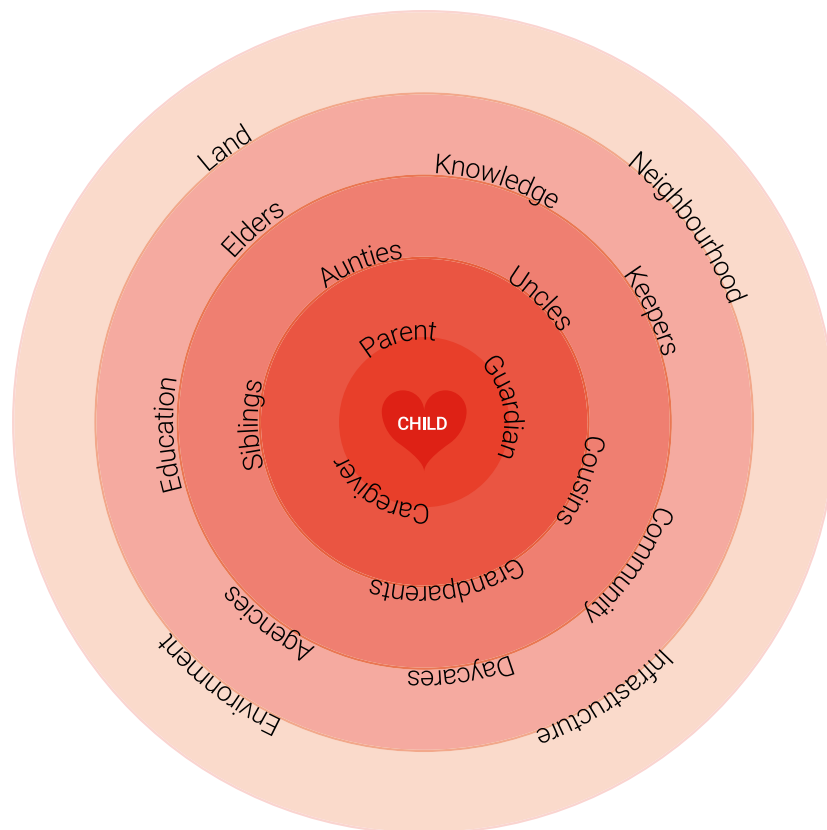 CHILD
Parent
Guardian
Caregiver
Aunties
Uncles
Cousins
Grandparents
Siblings
Elders
Knowledge
Keepers
Community
Daycares
Agencies
Education
Land
Neighbourhood
Infrastructure
Environment